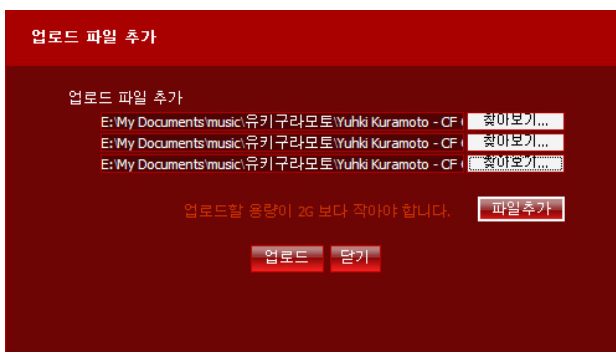 업로드 파일 추가
업로드 파일 추가
E:\My Documents\music\유키구라모토\Yuhki Kuramoto - CF 찾아보기...
E:\My Documents\music\유키구라모토\Yuhki Kuramoto - CF 찾아보기...
E:\My Documents\music\유키구라모토\Yuhki Kuramoto - CF 찾아보기...
업로드할 용량이 2G 보다 작아야 합니다. 파일추가
업로드 닫기